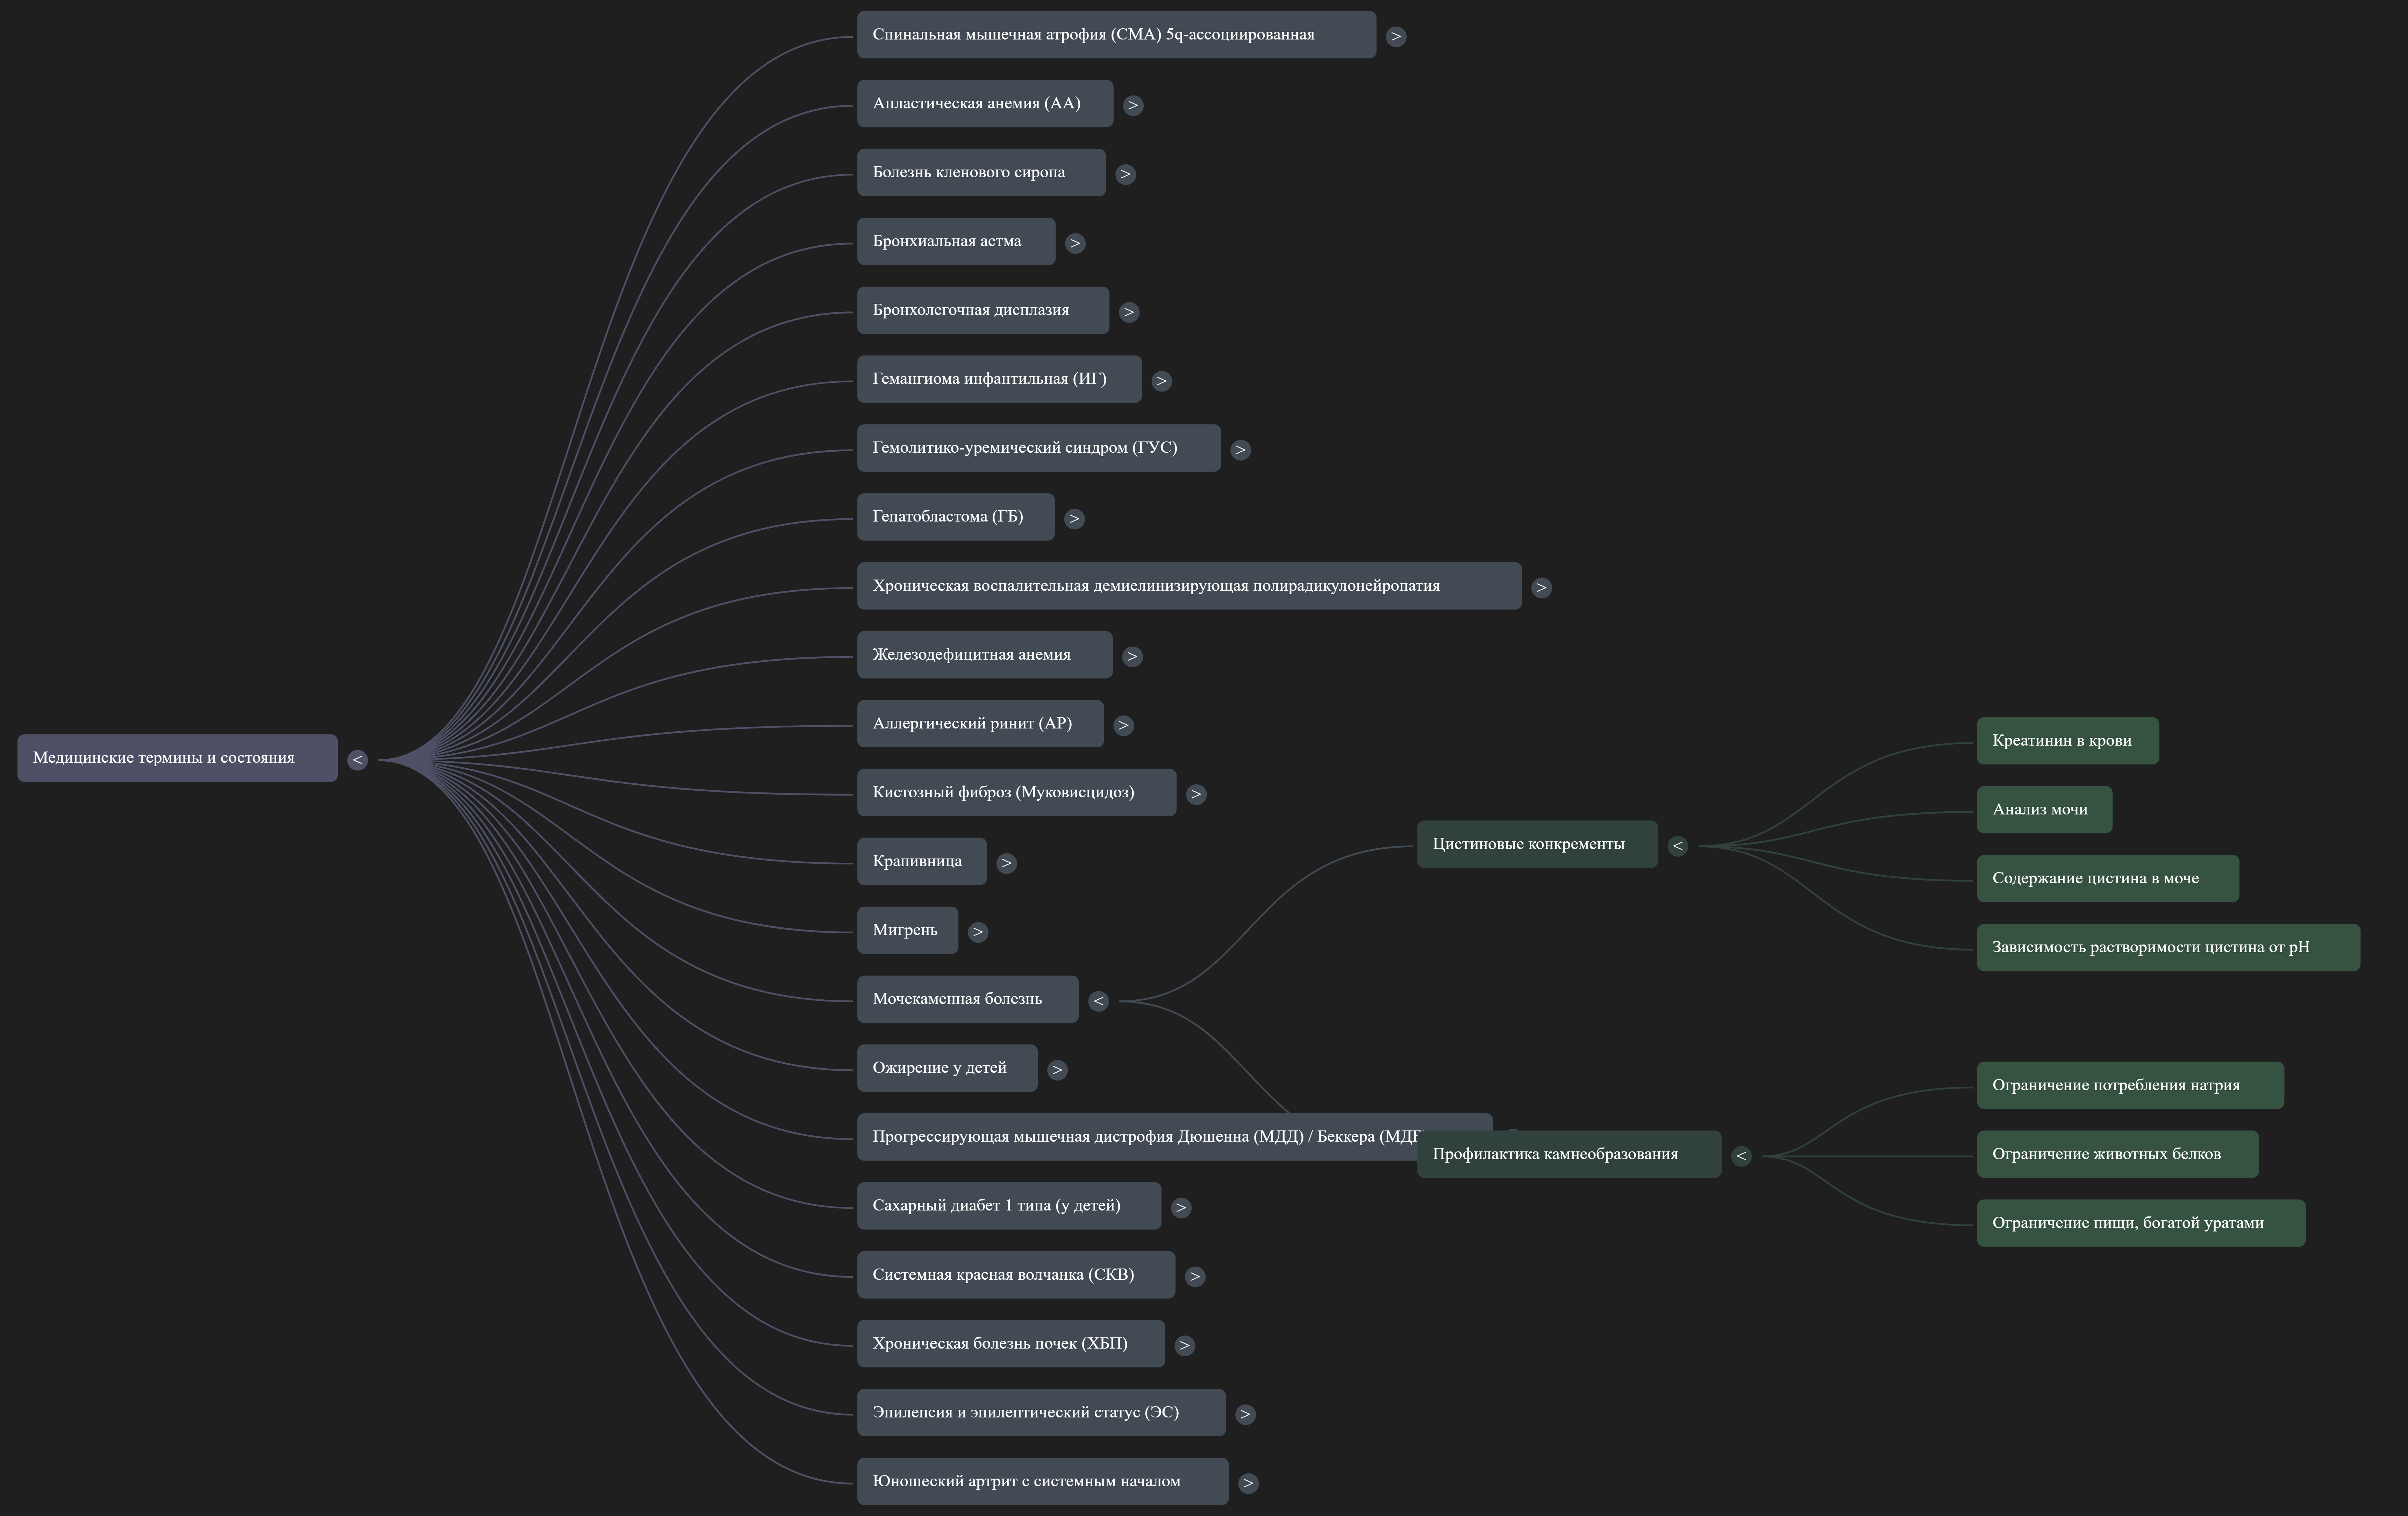 Медицинские термины и состояния
<
Спинальная мышечная атрофия (СМА) 5q-ассоциированная
>
Апластическая анемия (АА)
>
Болезнь кленового сиропа
>
Бронхиальная астма
>
Бронхолегочная дисплазия
>
Гемангиома инфантильная (ИГ)
>
Гемолитико-уремический синдром (ГУС)
>
Гепатобластома (ГБ)
>
Хроническая воспалительная демиелинизирующая полирадикулонейропатия
>
Железодефицитная анемия
>
Аллергический ринит (АР)
>
Кистозный фиброз (Муковисцидоз)
>
Крапивница
>
Мигрень
>
Мочекаменная болезнь
<
Цистиновые конкременты
<
Креатинин в крови
Анализ мочи
Содержание цистина в моче
Зависимость растворимости цистина от pH
Профилактика камнеобразования
<
Ограничение потребления натрия
Ограничение животных белков
Ограничение пищи, богатой уратами
Ожирение у детей
>
Прогрессирующая мышечная дистрофия Дюшенна (МДД) / Беккера
Сахарный диабет 1 типа (у детей)
>
Системная красная волчанка (СКВ)
>
Хроническая болезнь почек (ХБП)
>
Эпилепсия и эпилептический статус (ЭС)
>
Юношеский артрит с системным началом
>